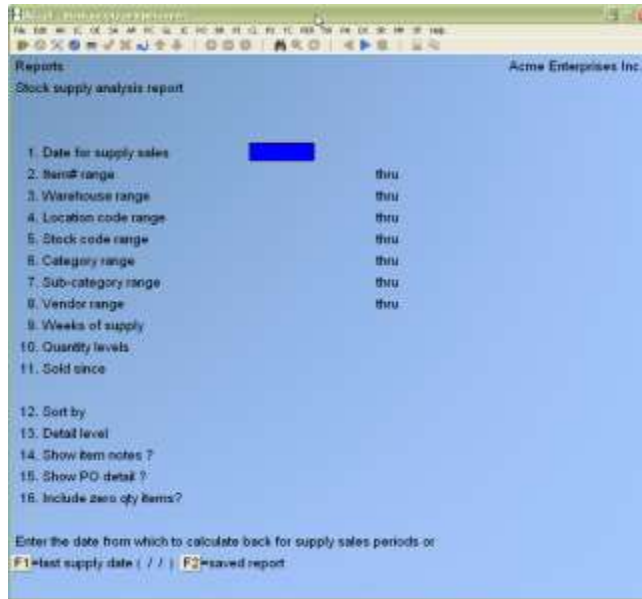 Reports
Acme Enterprises Inc.
Stock supply analysis report
1. Date for supply sales
2. Item# range thru
3. Warehouse range thru
4. Location code range thru
5. Stock code range thru
6. Category range thru
7. Sub-category range thru
8. Vendor range thru
9. Weeks of supply
10. Quantity levels
11. Sold since
12. Sort by
13. Detail level
14. Show item notes ?
15. Show PO detail ?
16. Include zero qty items?
Enter the date from which to calculate back for supply sales periods or
F1=last supply date ( / / ) F2=saved report